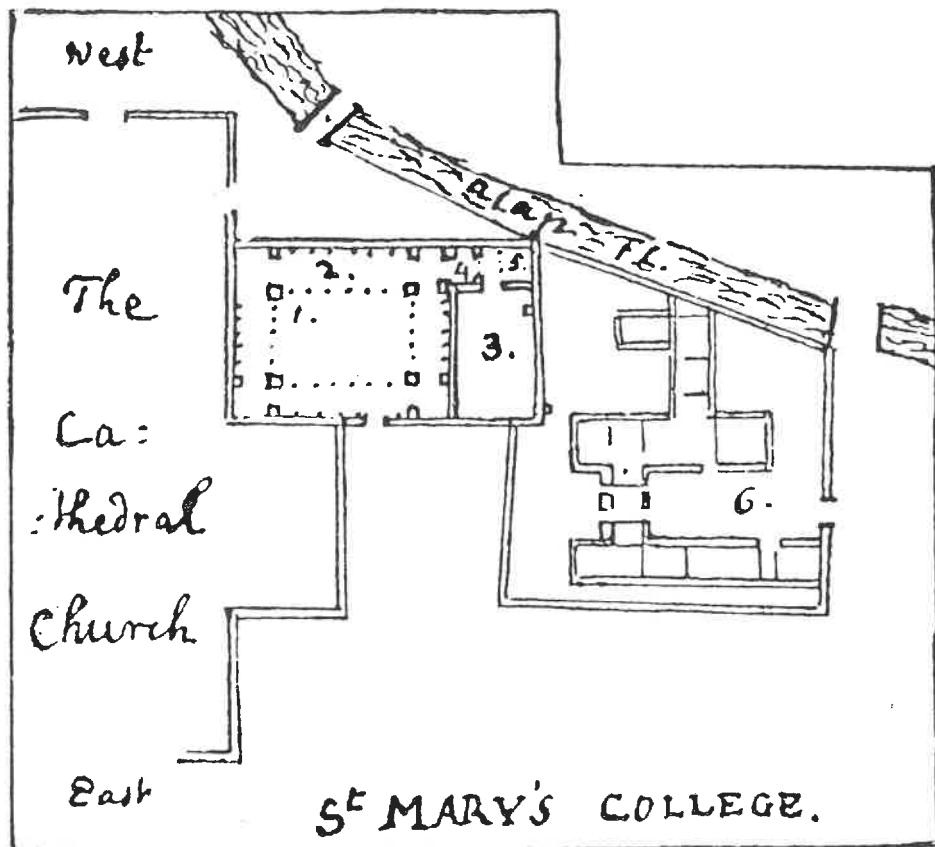 West
alan Fl.
2.
4
5.
1.
The
3.
Ca:
:thedral
6.
Church
East
St MARY'S COLLEGE.